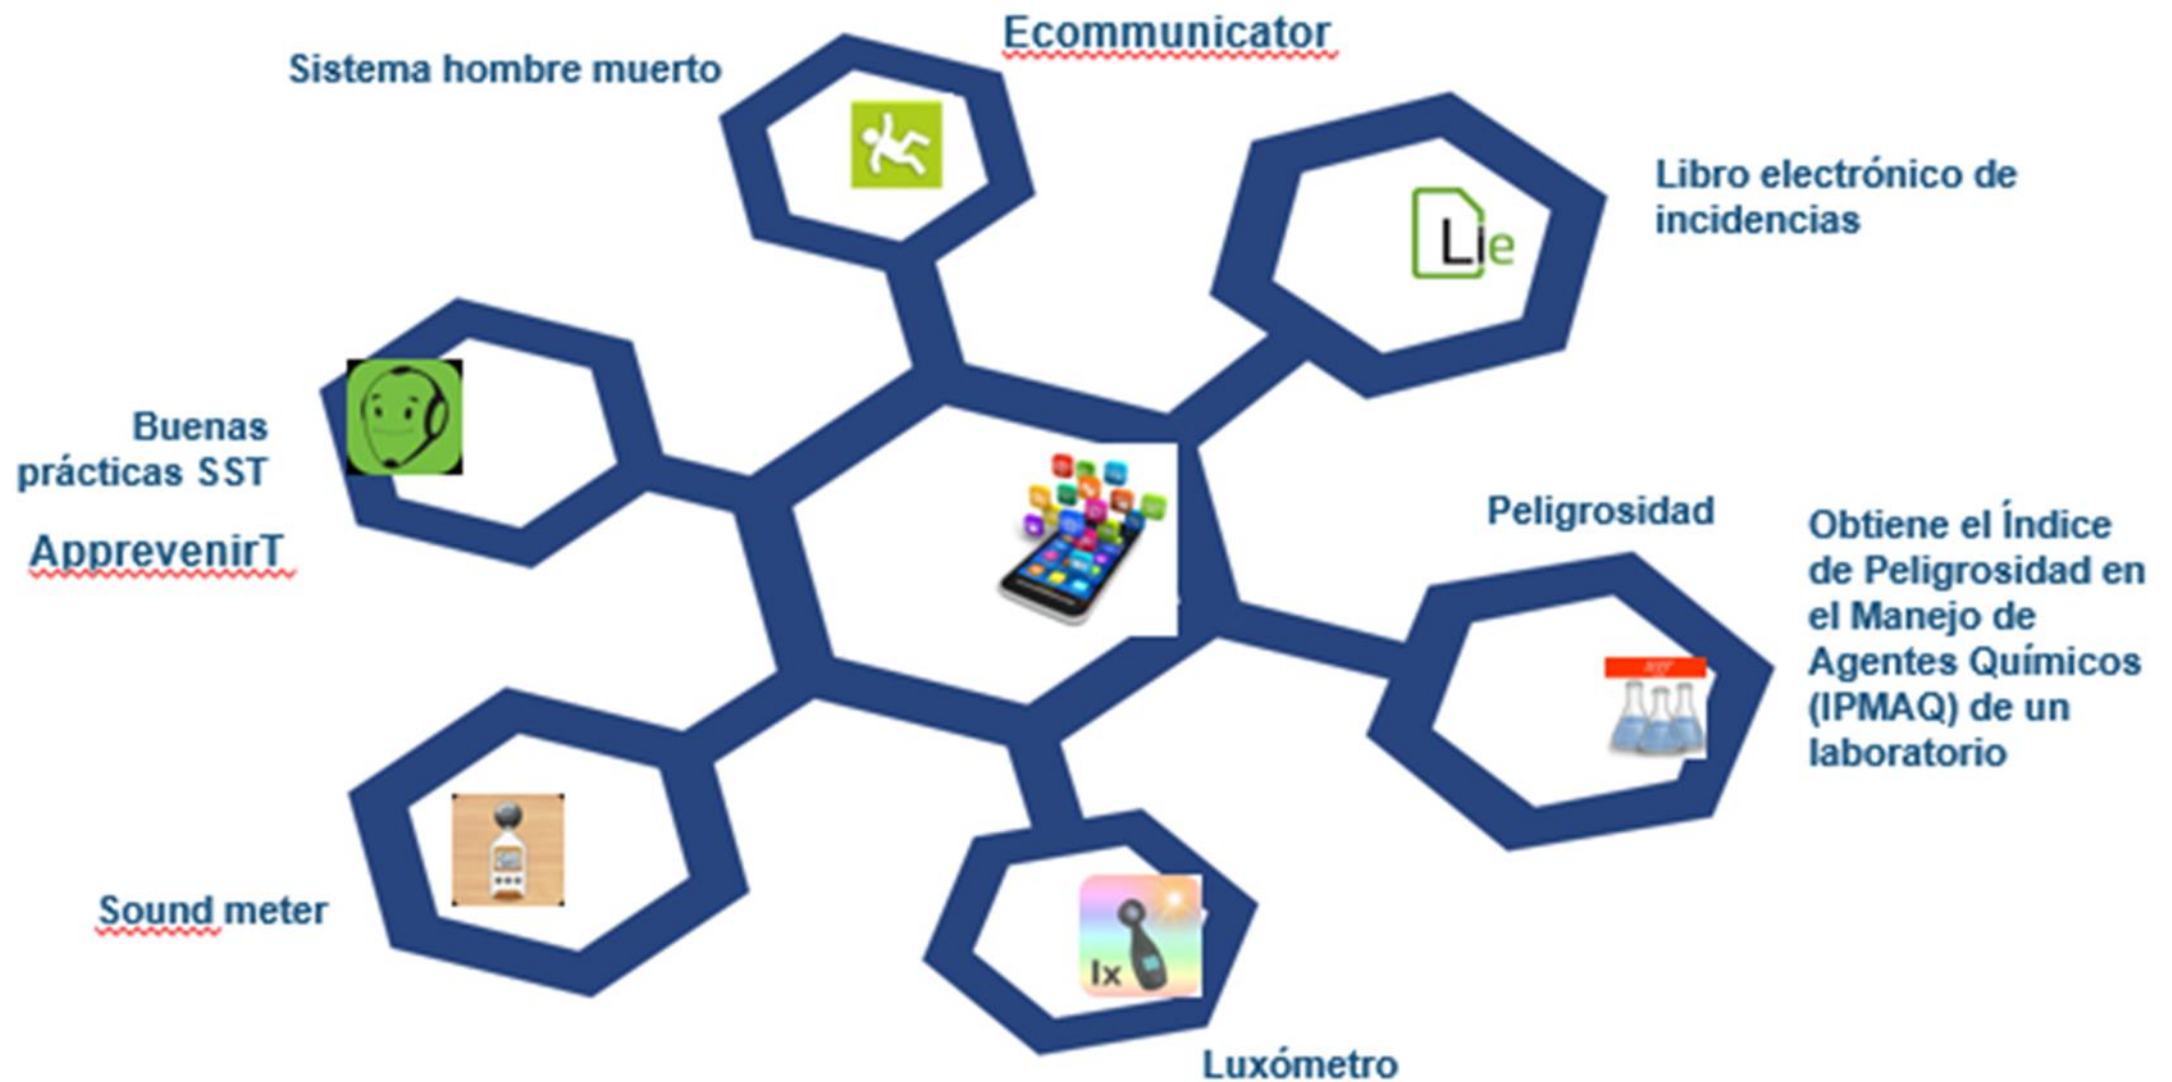 Ecommunicator
Sistema hombre muerto
Libro electrónico de
incidencias
Lie
Buenas
prácticas SST
ApprevenirT
Peligrosidad
Obtiene el Índice
de Peligrosidad en
el Manejo de
Agentes Químicos
(IPMAQ) de un
laboratorio
Sound meter
lx
Luxómetro